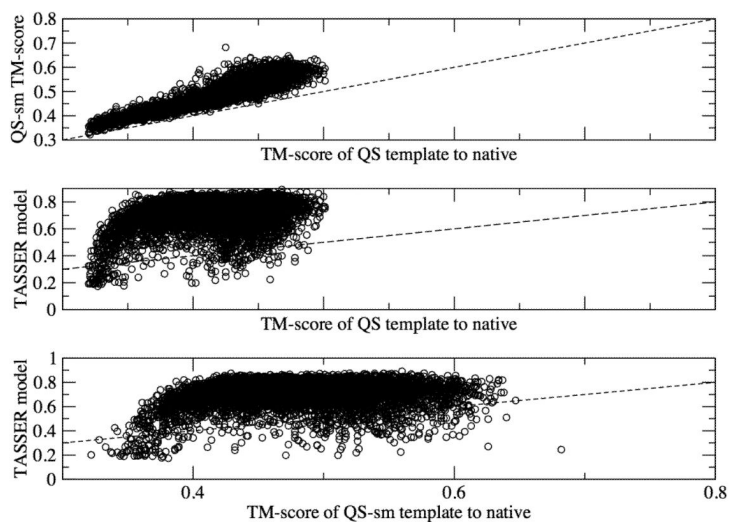 0.8
0.7
0.6
0.5
0.4
0.3
QS-sm TM-score
TM-score of QS template to native
0.8
0.6
0.4
0.2
0
TASSER model
TM-score of QS template to native
1
0.8
0.6
0.4
0.2
0
TASSER model
0.4 0.6 0.8
TM-score of QS-sm template to native